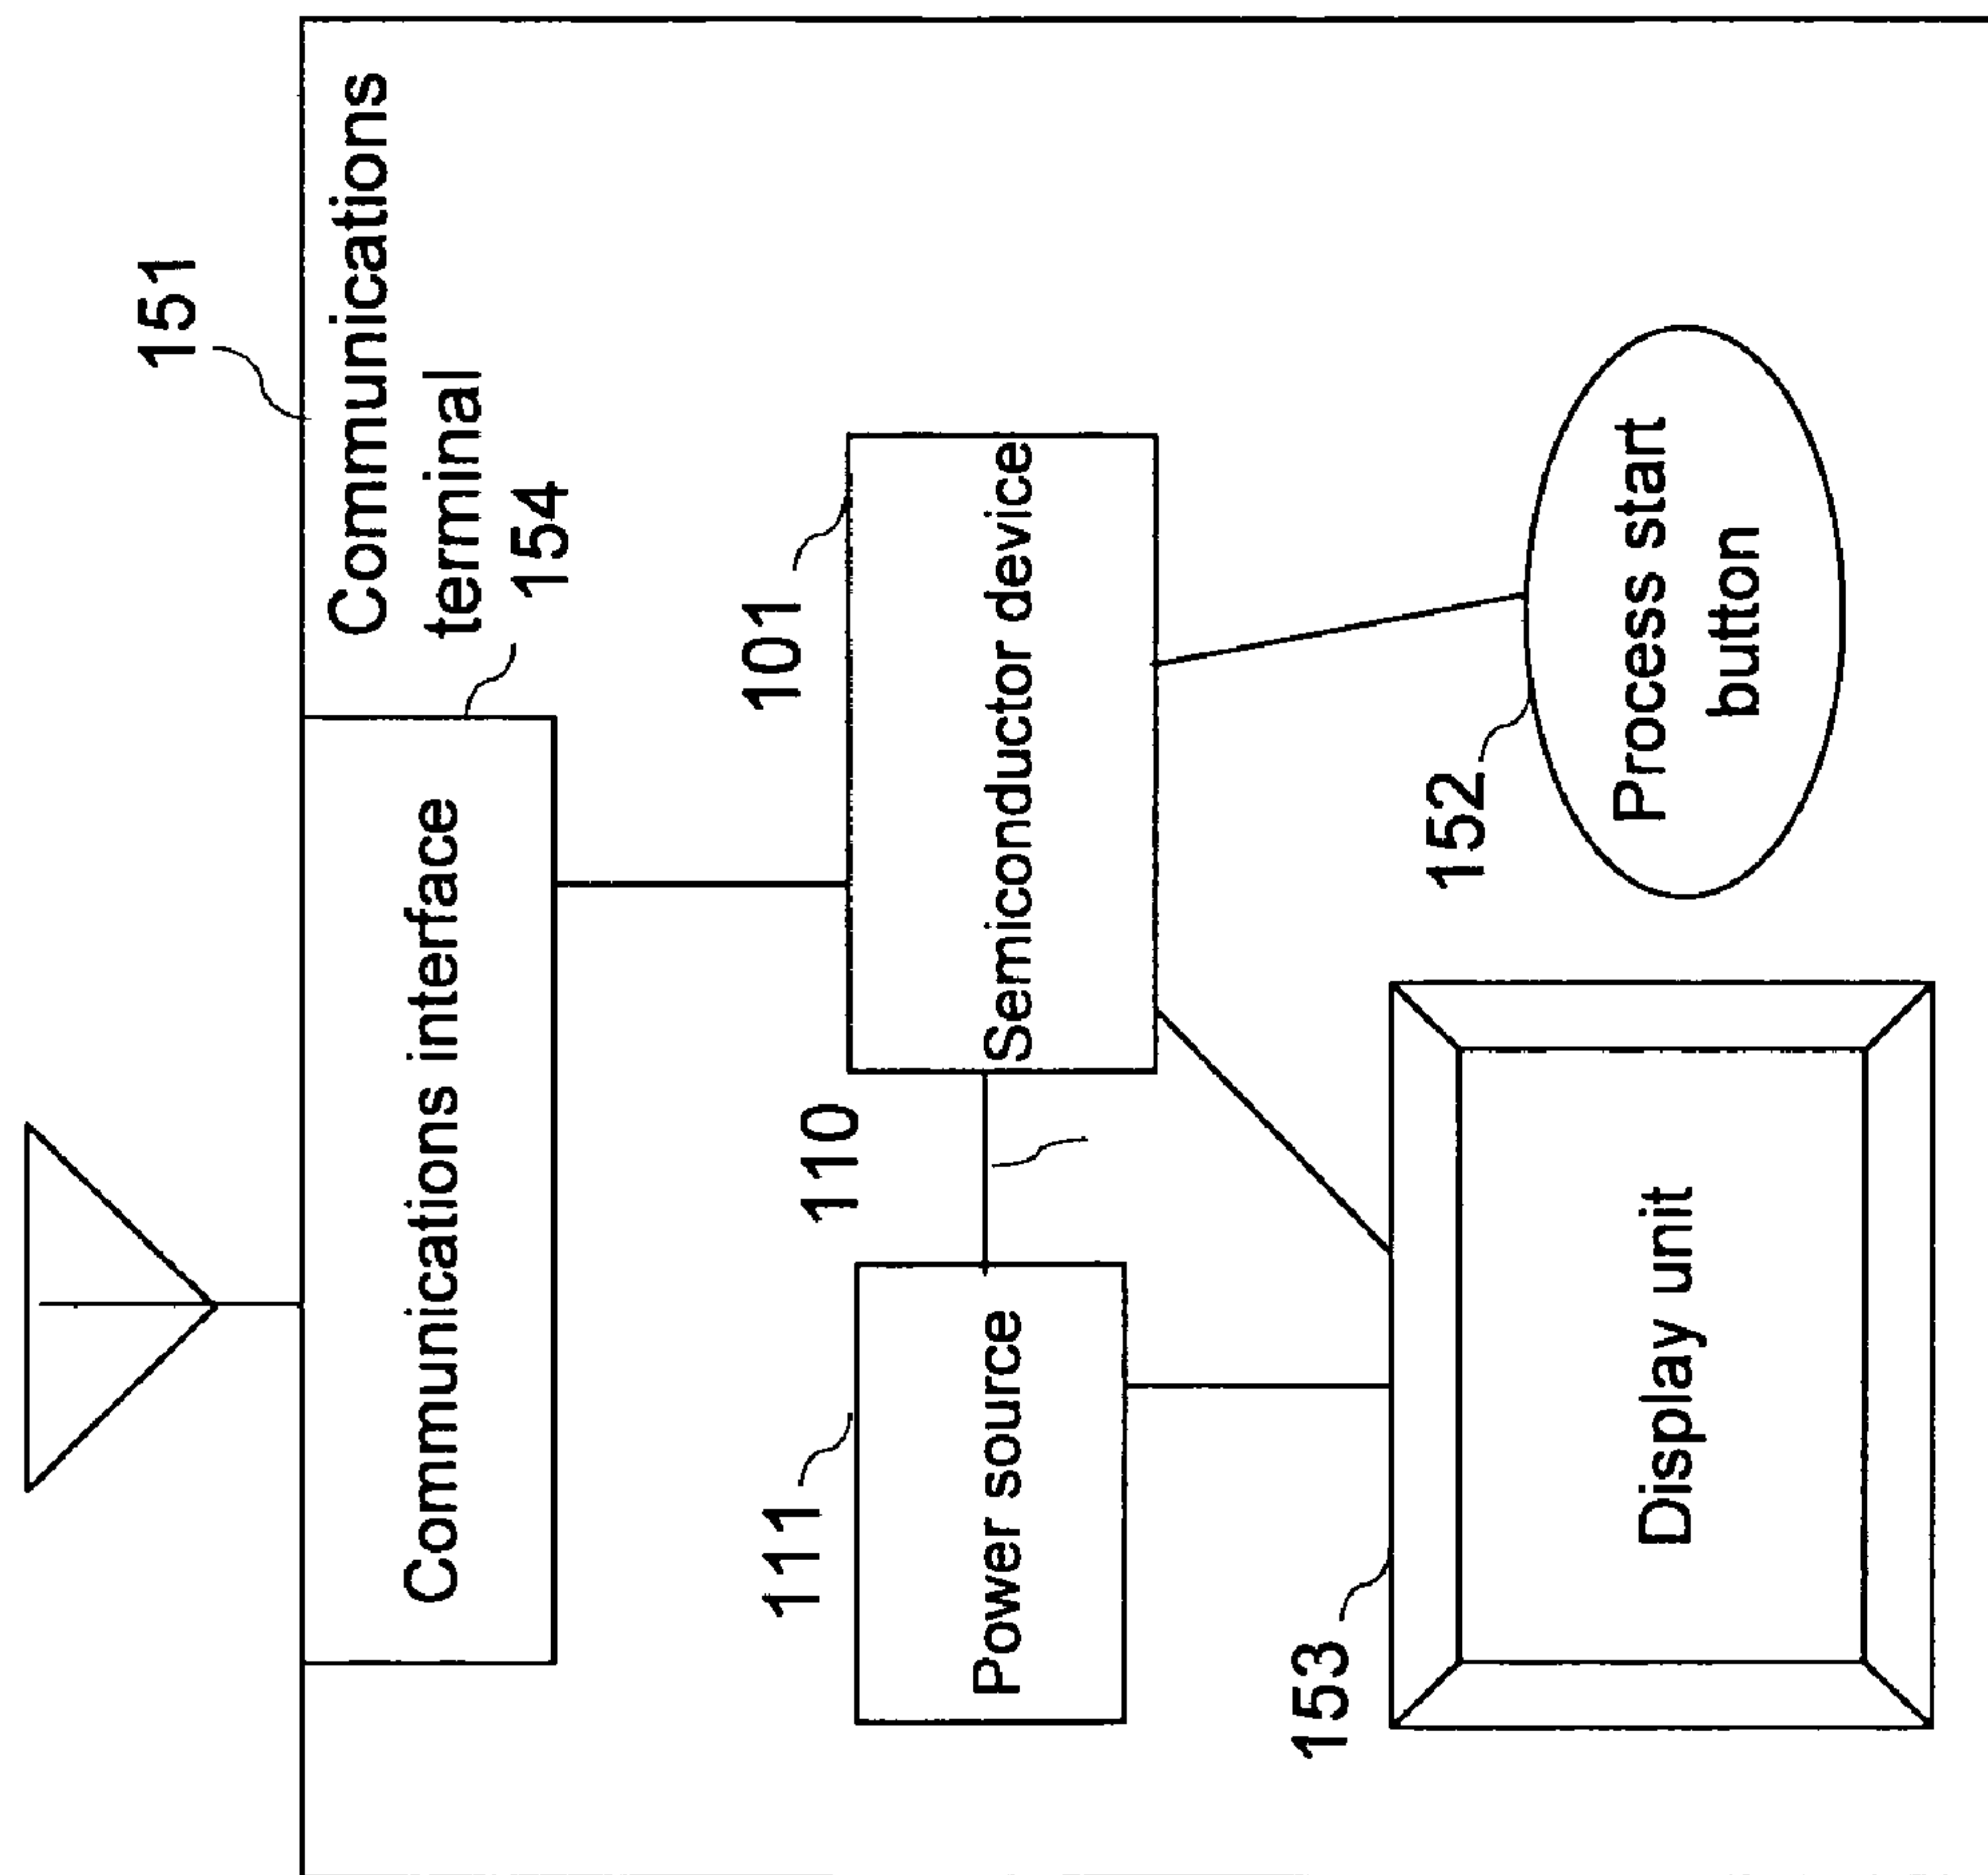 151
Communications
terminal
154
Communications interface
101
Semiconductor device
110
111
Power source
152
Process start
button
153
Display unit